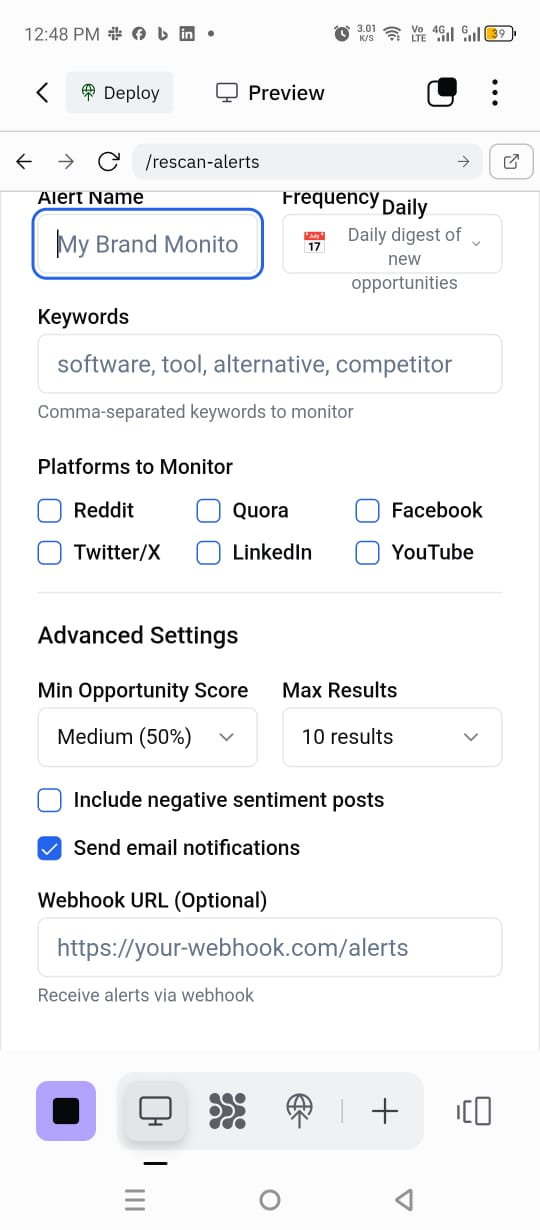 12:48 PM
3.01
K/S
Vo
LTE
4G
G
39
Deploy
Preview
/rescan-alerts
Alert Name
Frequency
Daily
My Brand Monito
July
17
Daily digest of
new
opportunities
Keywords
software, tool, alternative, competitor
Comma-separated keywords to monitor
Platforms to Monitor
Reddit Quora Facebook
Twitter/X LinkedIn YouTube
Advanced Settings
Min Opportunity Score Max Results
Medium (50%) 10 results
Include negative sentiment posts
Send email notifications
Webhook URL (Optional)
https://your-webhook.com/alerts
Receive alerts via webhook